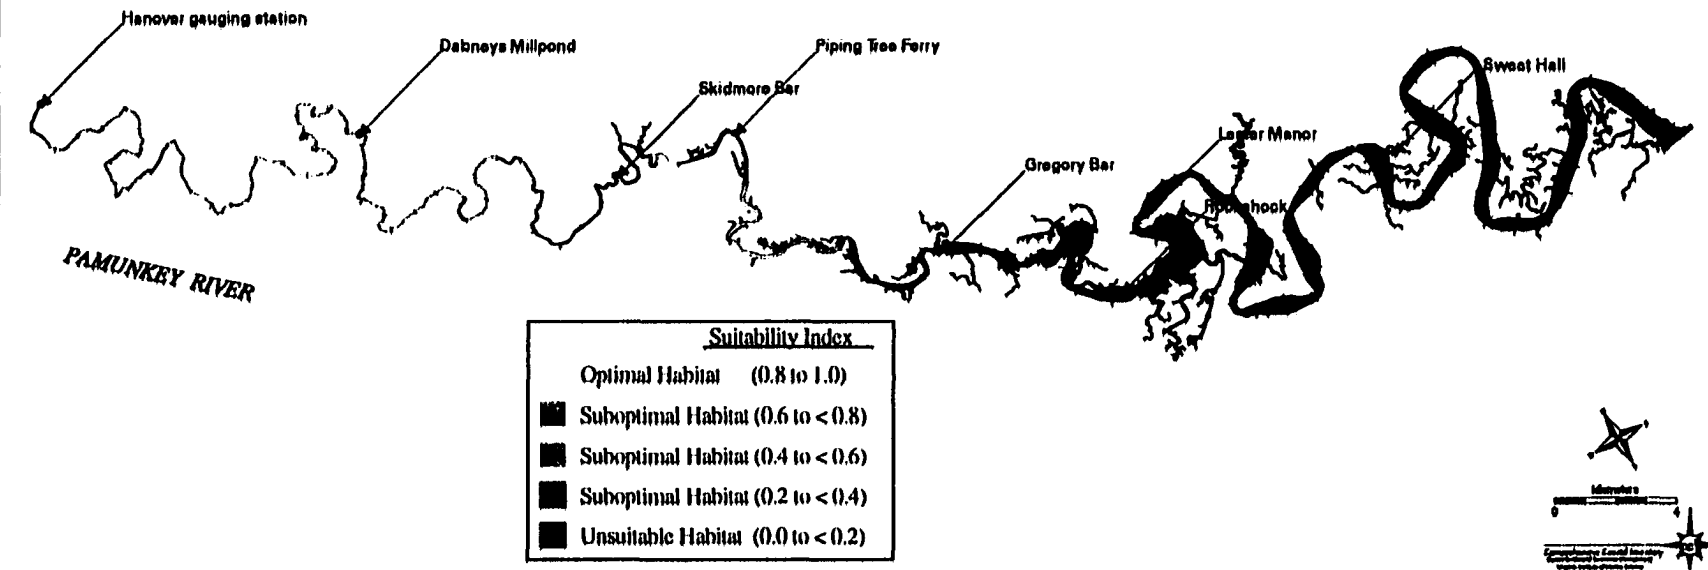 Hanover gauging station
Dabneys Millpond
Piping Tree Ferry
Skidmore Bar
Sweet Hall
Lester Manor
Gregory Bar
Rockahook
PAMUNKEY RIVER
Suitability Index
Optimal Habitat (0.8 to 1.0)
Suboptimal Habitat (0.6 to < 0.8)
Suboptimal Habitat (0.4 to < 0.6)
Suboptimal Habitat (0.2 to < 0.4)
Unsuitable Habitat (0.0 to < 0.2)
0 4